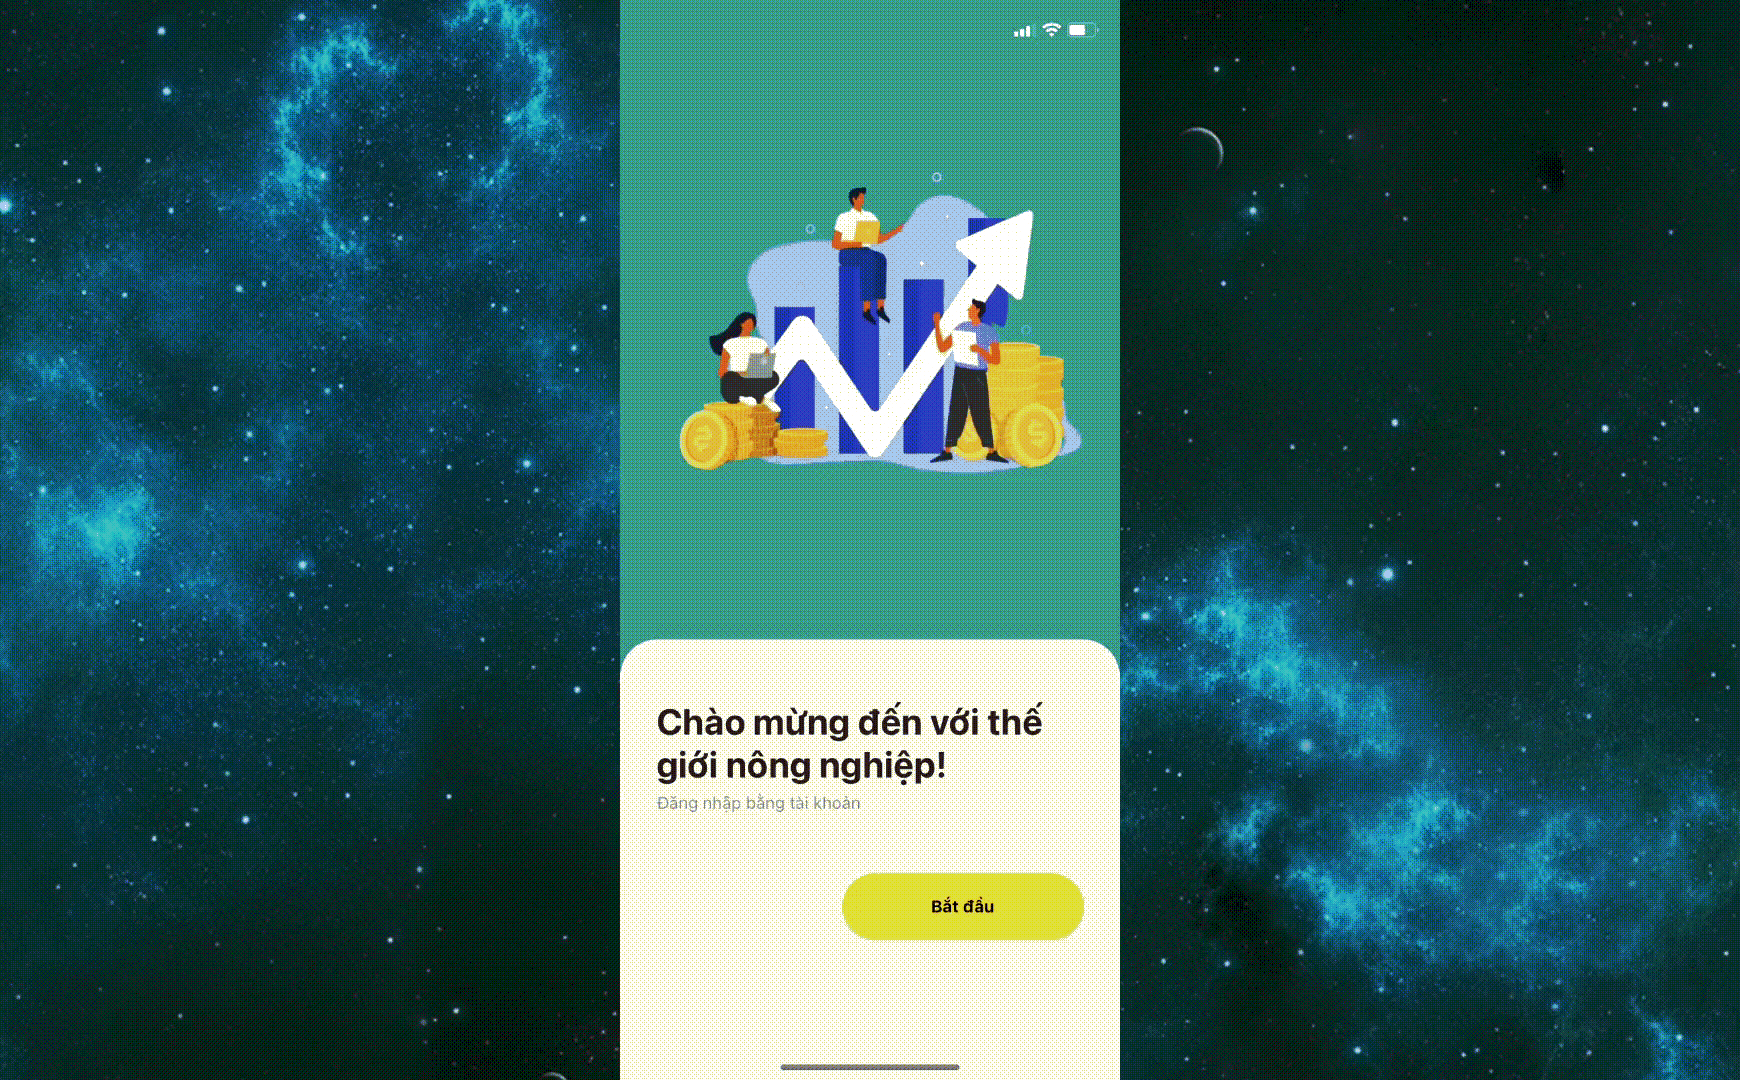 Chào mừng đến với thế
giới nông nghiệp!
Đăng nhập bằng tài khoản
Bắt đầu